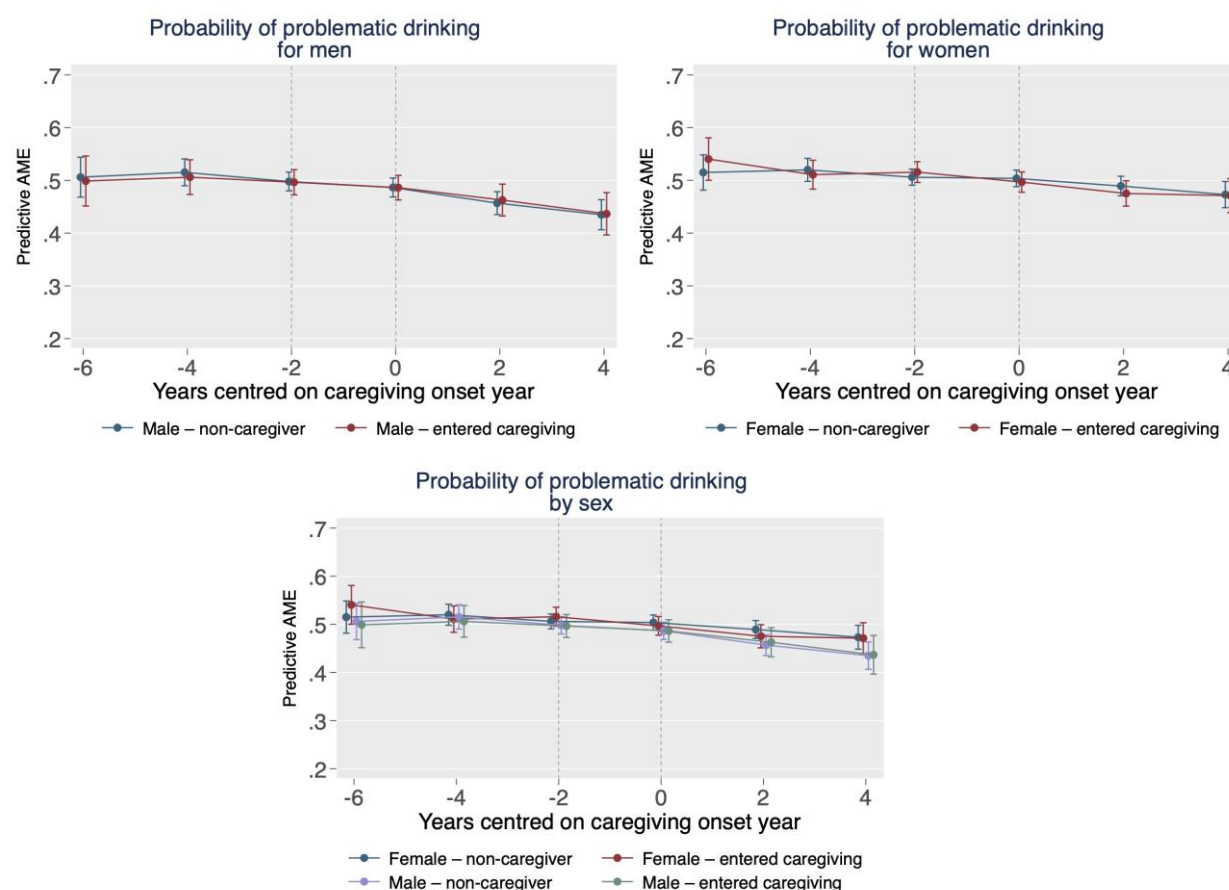 Probability of problematic drinking
for men
.7
.6
.5
.4
.3
.2
Predictive AME
-6 -4 -2 0 2 4
Years centred on caregiving onset year
Male – non-caregiver Male – entered caregiving
Probability of problematic drinking
for women
.7
.6
.5
.4
.3
.2
Predictive AME
-6 -4 -2 0 2 4
Years centred on caregiving onset year
Female – non-caregiver Female – entered caregiving
Probability of problematic drinking
by sex
.7
.6
.5
.4
.3
.2
Predictive AME
-6 -4 -2 0 2 4
Years centred on caregiving onset year
Female – non-caregiver Female – entered caregiving
Male – non-caregiver Male – entered caregiving